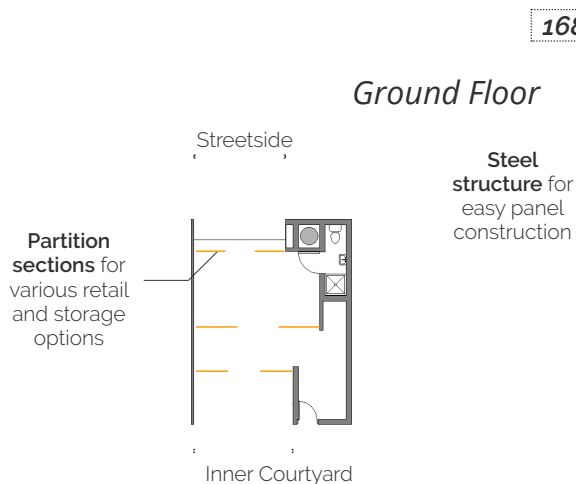 168
Ground Floor
Streetside
Steel
structure for
easy panel
construction
Partition
sections for
various retail
and storage
options
Inner Courtyard